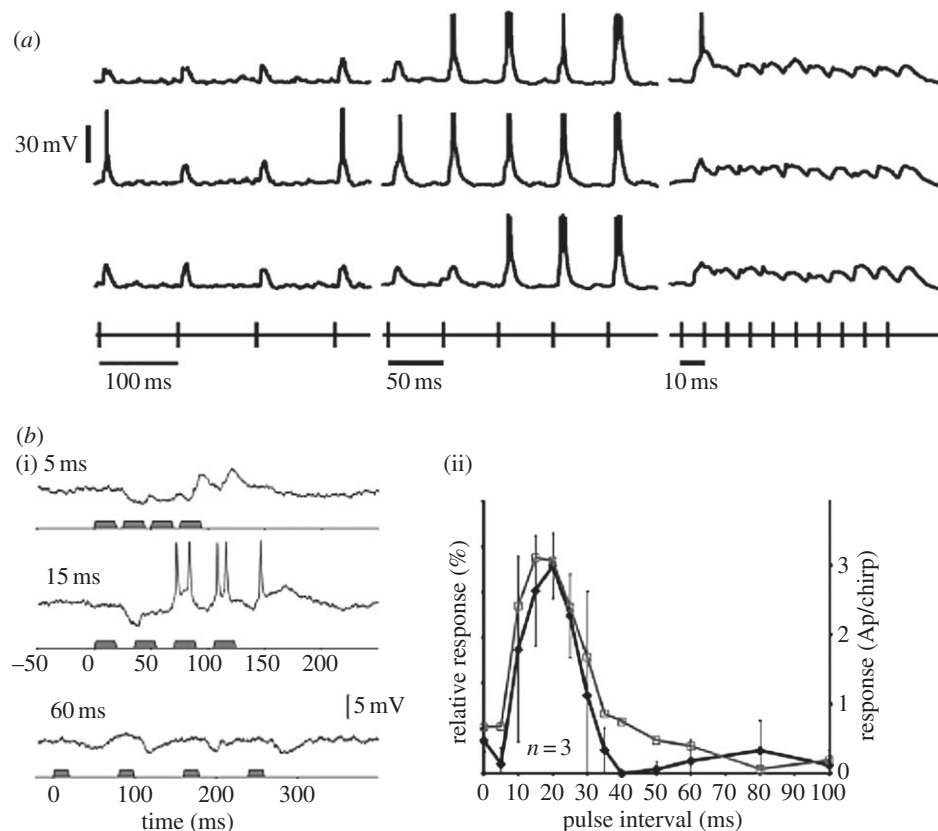 (a)
30 mV
100 ms
50 ms
10 ms
(b)
(i) 5 ms
15 ms
–50 0 50 100 150 200
60 ms
5 mV
0 100 200 300
time (ms)
(ii)
relative response (%)
n = 3
3
2
1
0
response (Ap/chirp)
0 10 20 30 40 50 60 70 80 90 100
pulse interval (ms)